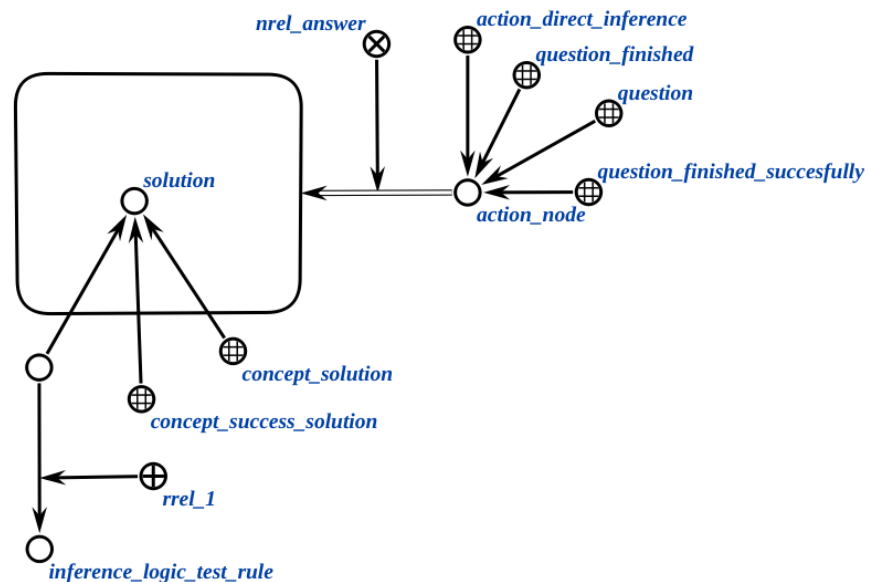 nrel_answer
action_direct_inference
question_finished
question
question_finished_succesfully
action_node
solution
concept_solution
concept_success_solution
rrel_1
inference_logic_test_rule